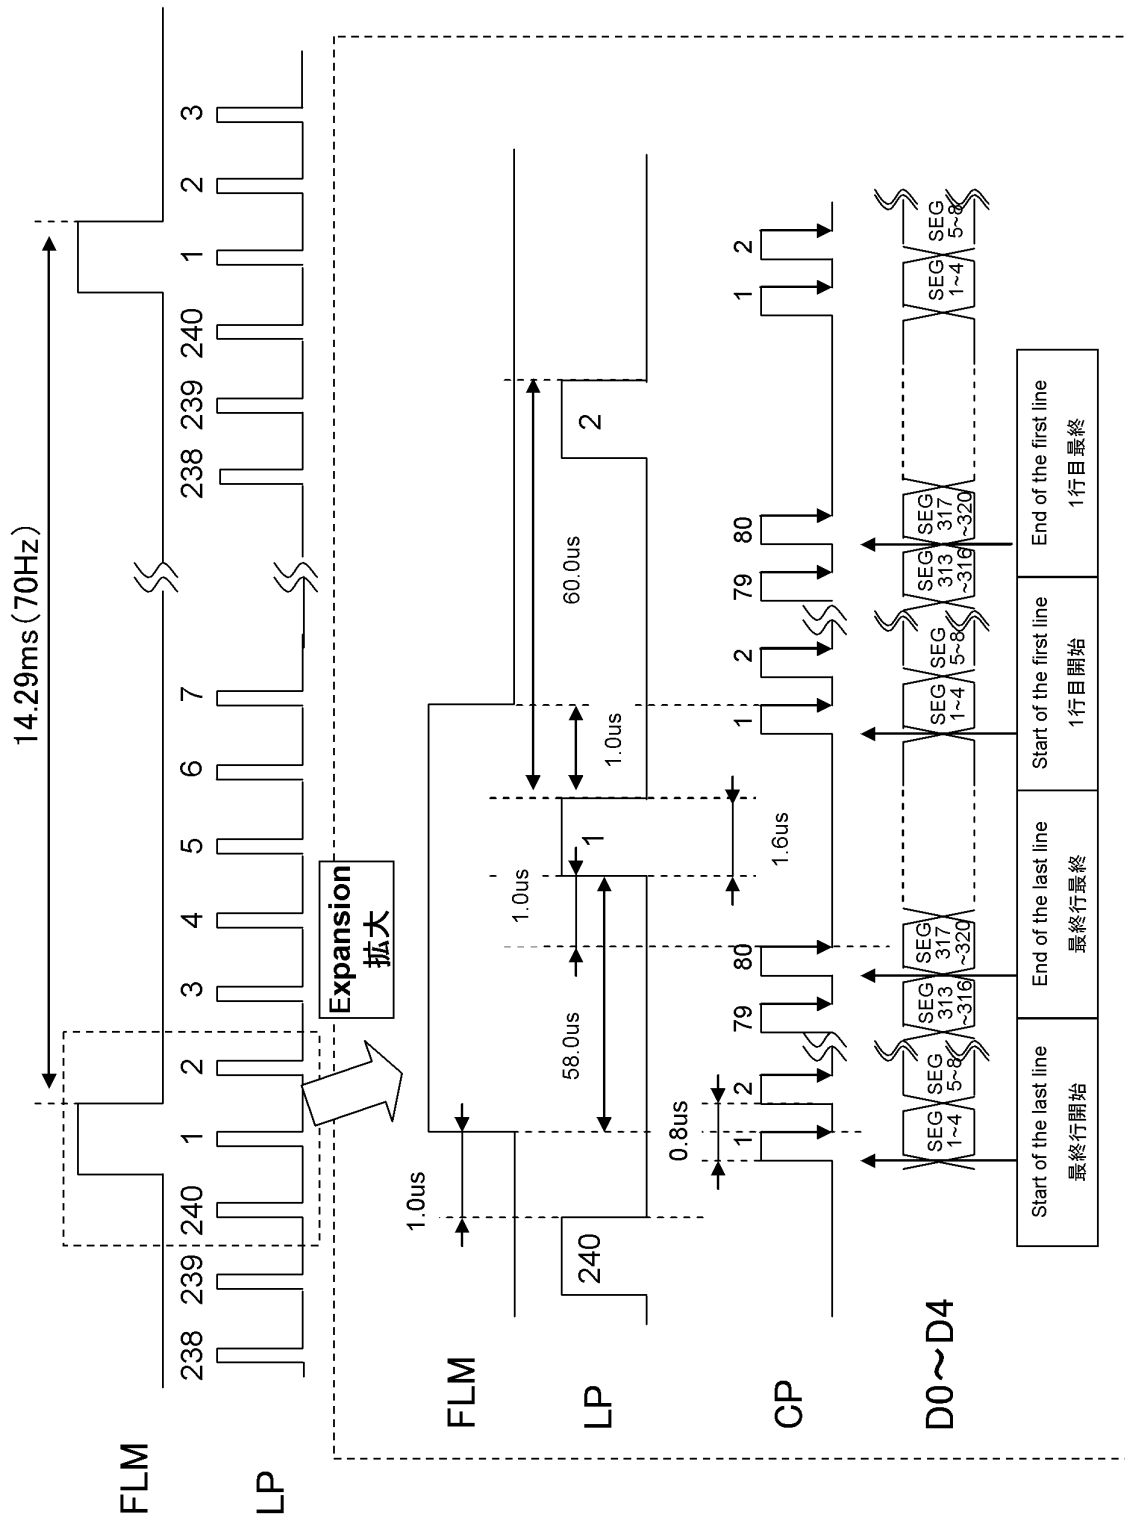 14.29ms (70Hz)
FLM
238 239 240 1 2 3 4 5 6 7 238 239 240 1 2 3
LP
Expansion
拡大
1.0us
FLM
240 1 2
58.0us
1.0us
1.0us
60.0us
LP
1.6us
0.8us
1 2 79 80 1 2 79 80 1 2
CP
SEG
1~4
SEG
5~8
SEG
313
~316
SEG
317
~320
SEG
1~4
SEG
5~8
SEG
313
~316
SEG
317
~320
SEG
1~4
SEG
5~8
D0～D4
Start of the last line
最終行開始
End of the last line
最終行最終
Start of the first line
1行目開始
End of the first line
1行目最終